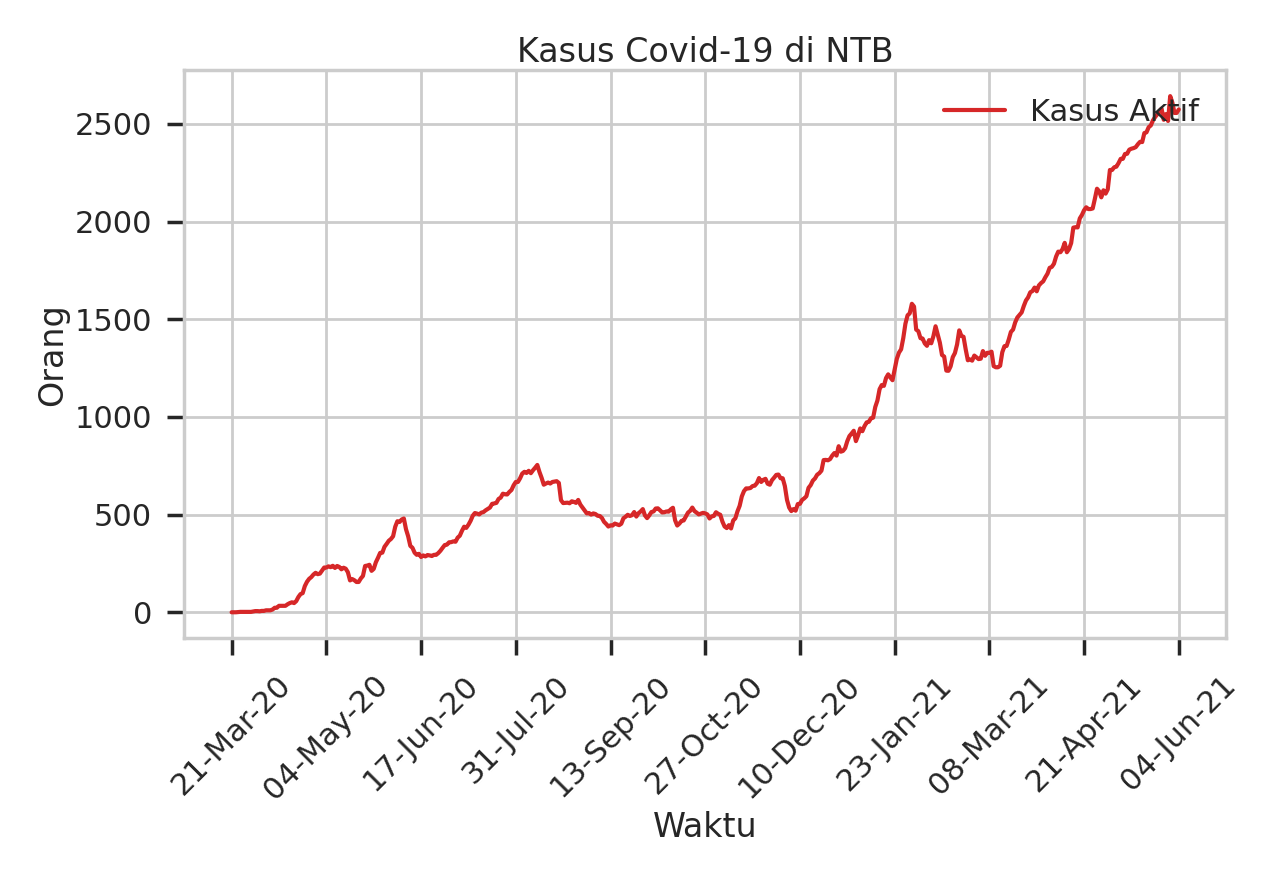 Kasus Covid-19 di NTB
Kasus Aktif
Orang
2500
2000
1500
1000
500
0
21-Mar-20
04-May-20
17-Jun-20
31-Jul-20
13-Sep-20
27-Oct-20
10-Dec-20
23-Jan-21
08-Mar-21
21-Apr-21
04-Jun-21
Waktu